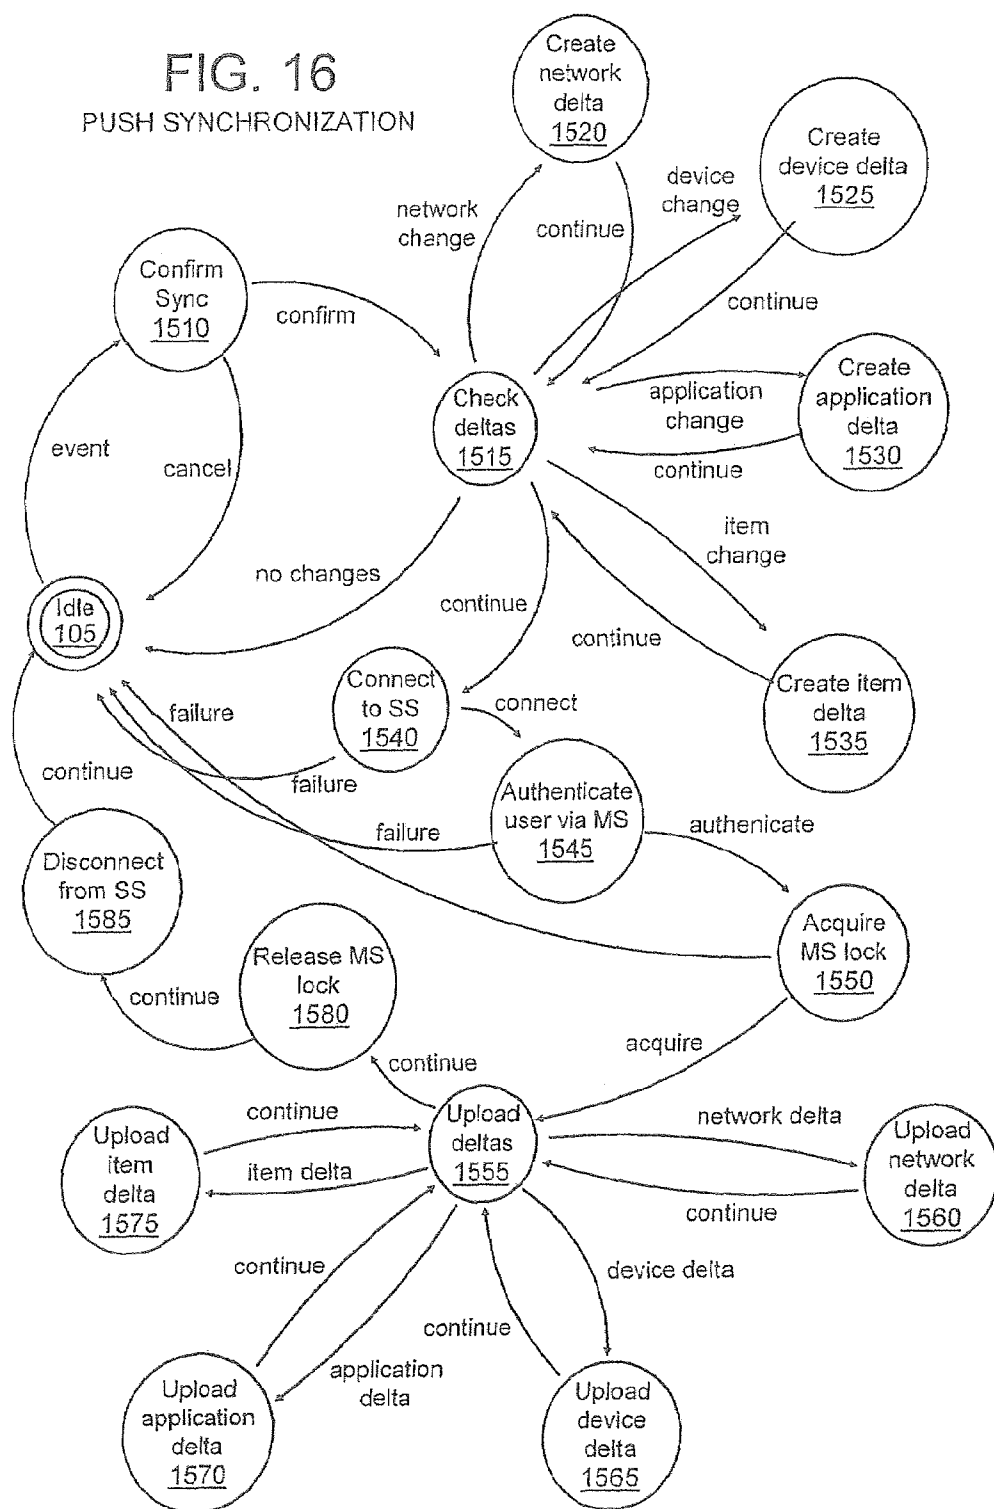 FIG. 16
PUSH SYNCHRONIZATION
Create
network
delta
1520
Create
device delta
1525
device
change
network
change
continue
Confirm
Sync
1510
confirm
continue
Check
deltas
1515
application
change
Create
application
delta
1530
continue
event
cancel
item
change
no changes
continue
continue
Idle
105
Connect
to SS
1540
connect
Create item
delta
1535
failure
failure
continue
Authenticate
user via MS
1545
failure
authenicate
Disconnect
from SS
1585
Acquire
MS lock
1550
Release MS
lock
1580
continue
acquire
continue
continue
Upload
deltas
1555
network delta
Upload
item
delta
1575
item delta
Upload
network
delta
1560
continue
continue
device delta
continue
application
delta
Upload
application
delta
1570
Upload
device
delta
1565